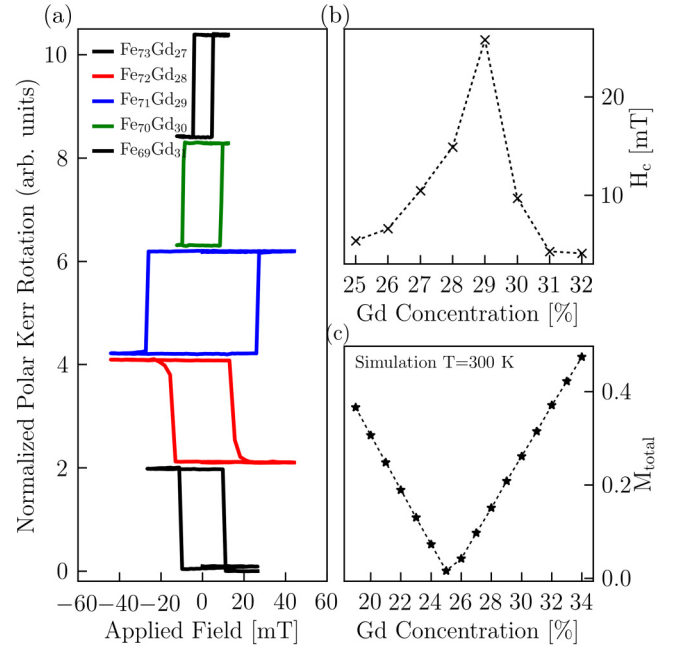 (a)
Normalized Polar Kerr Rotation (arb. units)
10
8
6
4
2
0
Fe₇₃Gd₂₇
Fe₇₂Gd₂₈
Fe₇₁Gd₂₉
Fe₇₀Gd₃₀
Fe₆₉Gd₃₁
−60−40−20 0 20 40 60
Applied Field [mT]
(b)
20
10
H_c [mT]
25 26 27 28 29 30 31 32
Gd Concentration [%]
(c)
Simulation T=300 K
0.4
0.2
0.0
M_total
20 22 24 26 28 30 32 34
Gd Concentration [%]